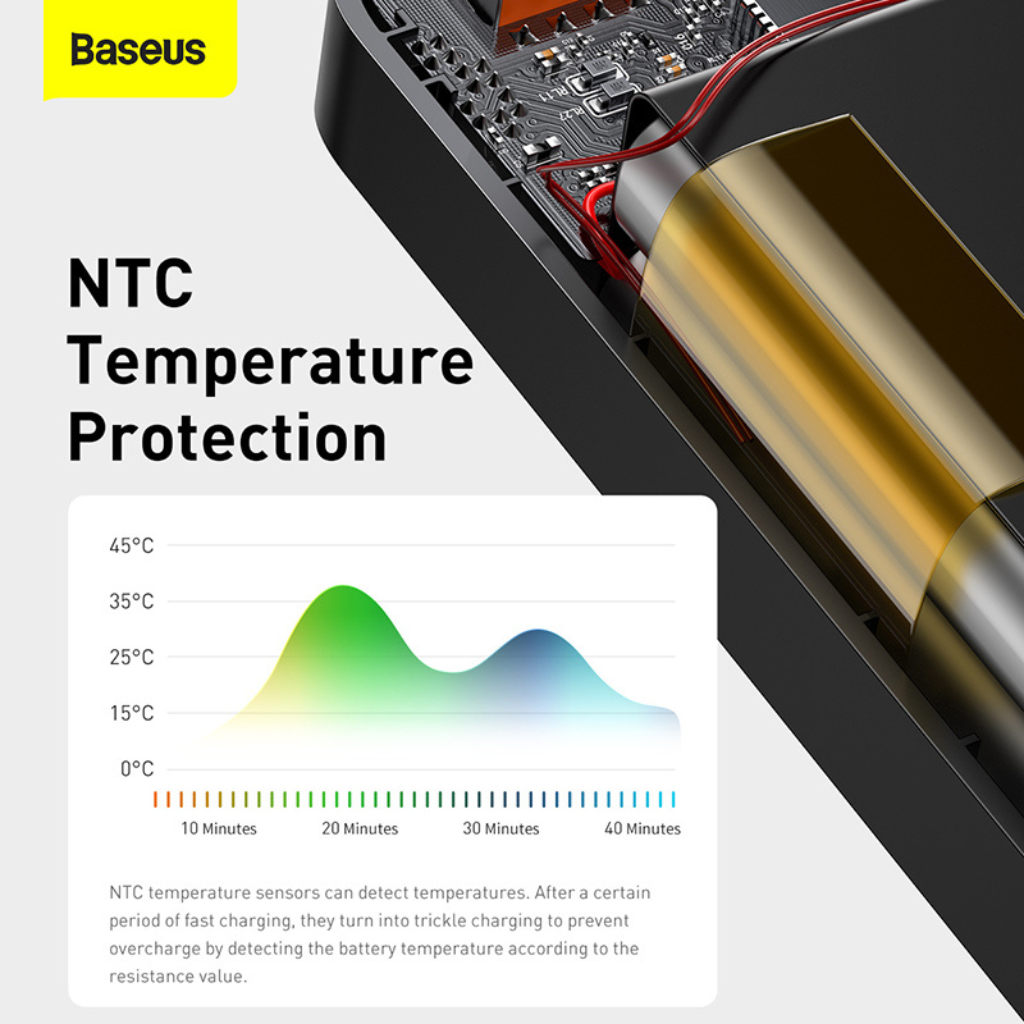 Baseus
NTC
Temperature
Protection
45°C
35°C
25°C
15°C
0°C
10 Minutes 20 Minutes 30 Minutes 40 Minutes
NTC temperature sensors can detect temperatures. After a certain
period of fast charging, they turn into trickle charging to prevent
overcharge by detecting the battery temperature according to the
resistance value.
RL11
RL27